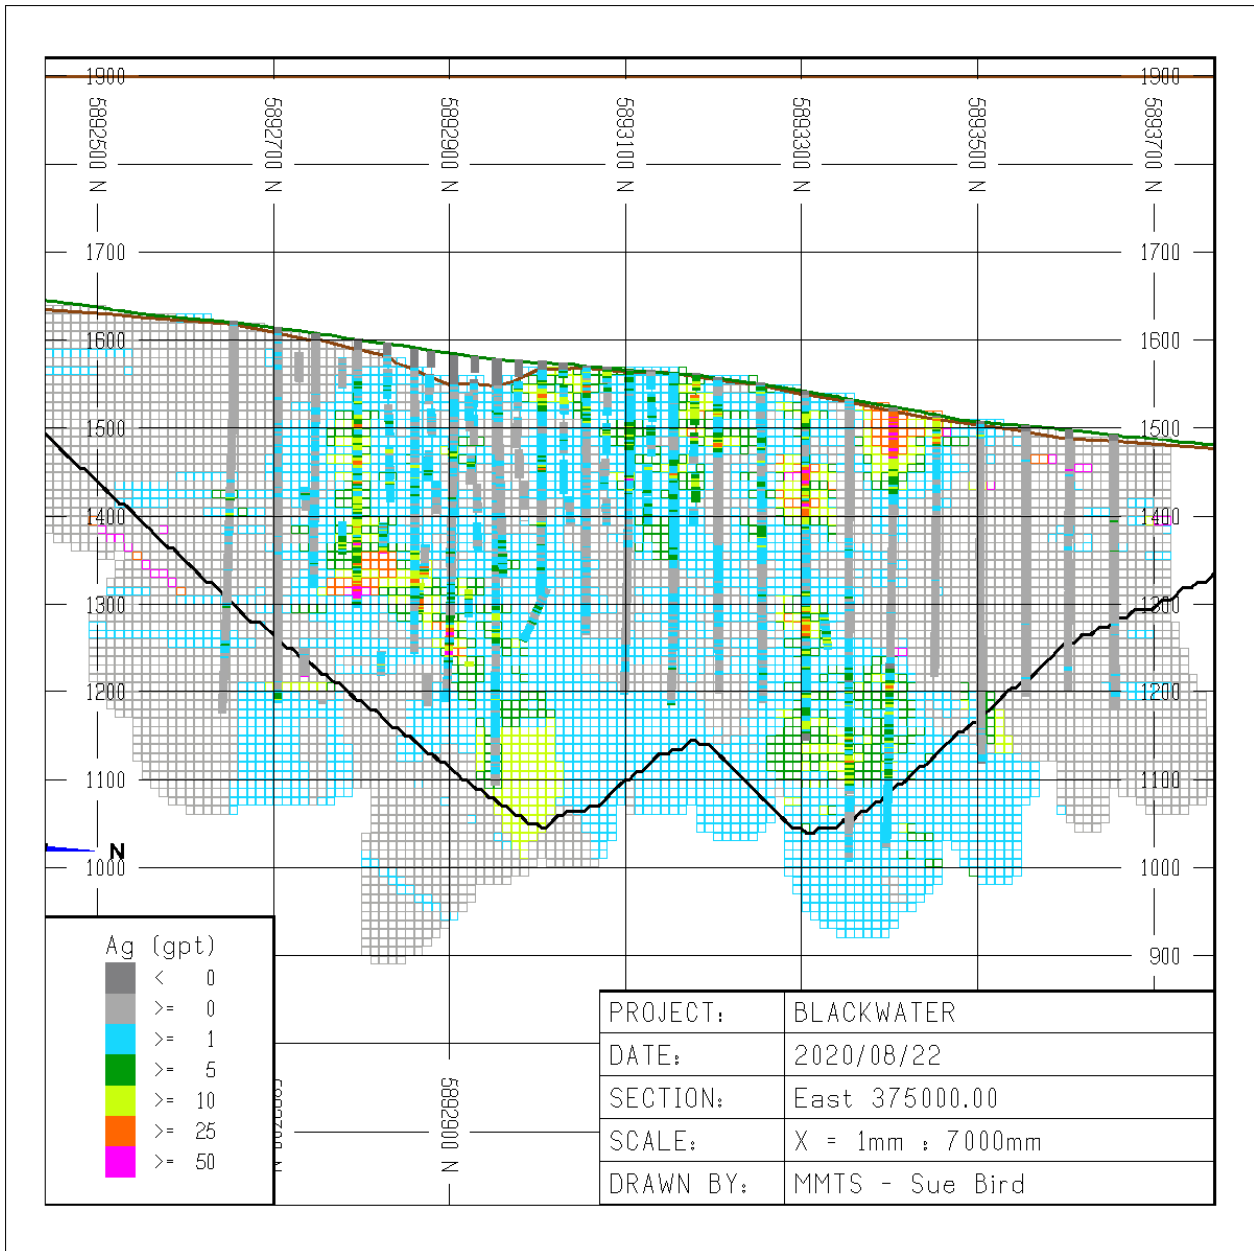 1900 1900
5892500 N 5892700 N 5892900 N 5893100 N 5893300 N 5893500 N 5893700 N
1700 1700
1600 1600
1500 1500
1400 1400
1300 1300
1200 1200
1100 1100
N
1000 1000
900
Ag (gpt)
< 0
>= 0
>= 1
>= 5
>= 10
>= 25
>= 50
5892700 N 5892900 N
PROJECT: BLACKWATER
DATE: 2020/08/22
SECTION: East 375000.00
SCALE: X = 1mm : 7000mm
DRAWN BY: MMTS - Sue Bird